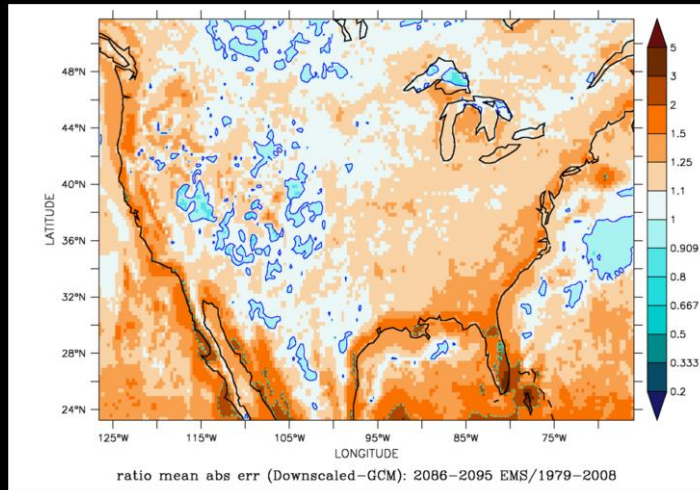 48°N
44°N
40°N
36°N
32°N
28°N
24°N
LATITUDE
125°W 115°W 105°W 95°W 85°W 75°W
LONGITUDE
5
3
2
1.5
1.25
1.1
1
0.909
0.8
0.667
0.5
0.333
0.2
ratio mean abs err (Downscaled-GCM): 2086-2095 EMS/1979-2008